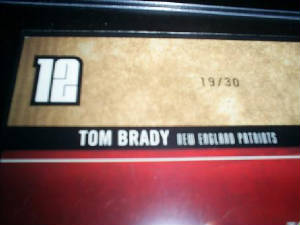 12
19/30
TOM BRADY NEW ENGLAND PATRIOTS